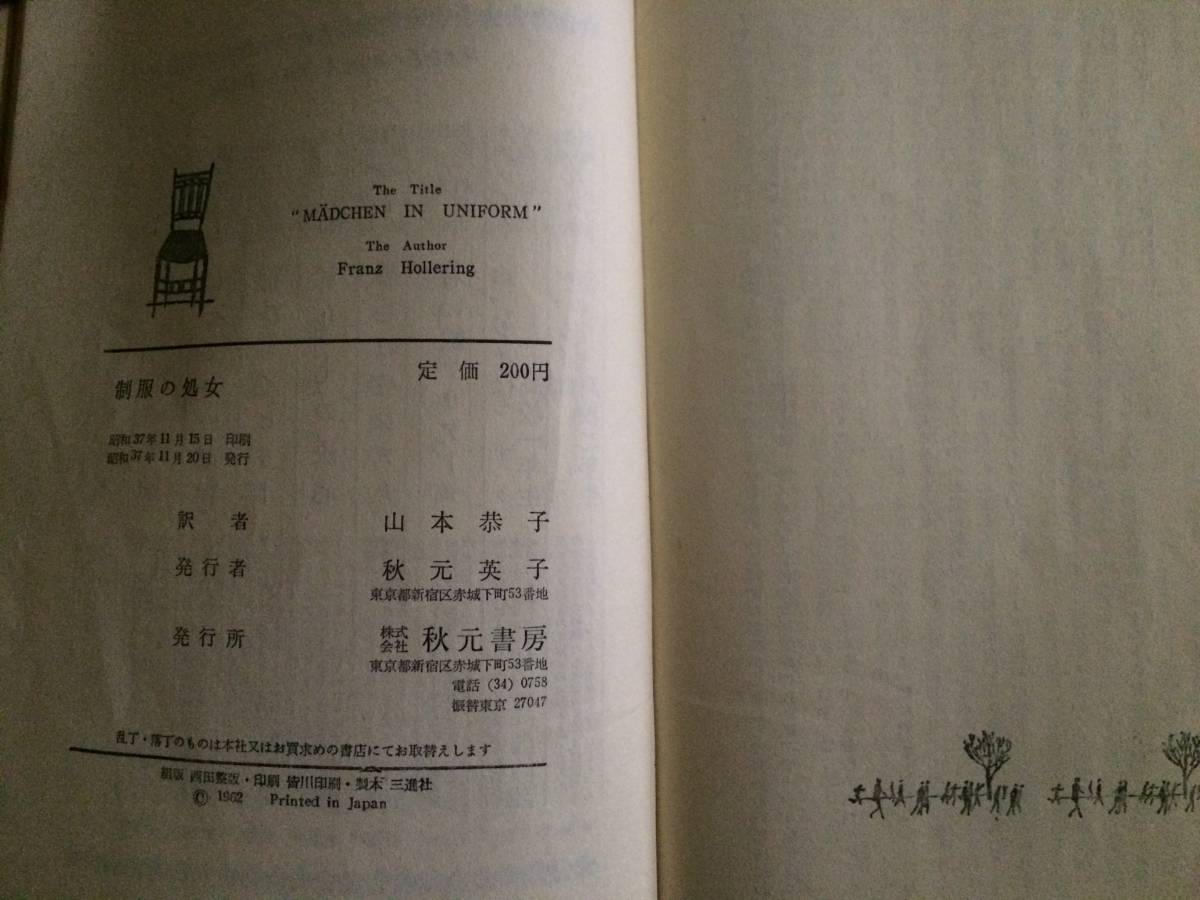 The Title
“MÄDCHEN IN UNIFORM”
The Author
Franz Hollering
定価 200円
制服の処女
昭和37年11月15日 印刷
昭和37年11月20日 発行
訳者 山本恭子
発行者 秋元英子
東京都新宿区赤城下町53番地
発行所 株式会社 秋元書房
東京都新宿区赤城下町53番地
電話 (34) 0758
振替東京 27047
乱丁・落丁のものは本社又はお買求めの書店にてお取替えします
組版 西田整版・印刷 皆川印刷・製本 三進社
© 1962 Printed in Japan